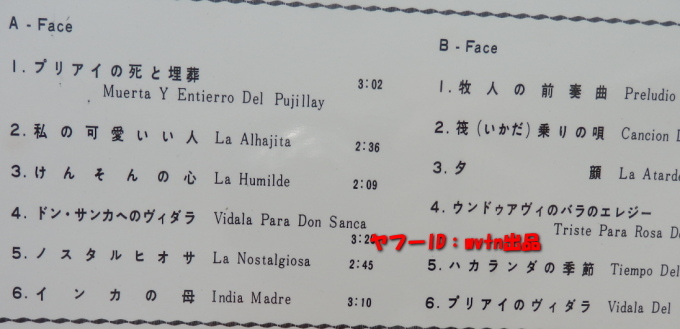 A - Face
1. プリアイの死と埋葬
Muerta Y Entierro Del Pujillay 3:02
2. 私の可愛いい人 La Alhajita 2:36
3. けんそんの心 La Humilde 2:09
4. ドン・サンカへのヴィダラ Vidala Para Don Sanca
5. ノスタルヒオサ La Nostalgiosa 2:45
6. インカの母 India Madre 3:10
B - Face
1. 牧人の前奏曲 Preludio
2. 筏(いかだ)乗りの唄 Cancion
3. 夕顔 La
4. ウンドゥアヴィのバラのエレジー
Triste Para Rosa
5. ハカランダの季節 Tiempo Del
6. プリアイのヴィダラ Vidala Del
ヤフーID：wvtn出品